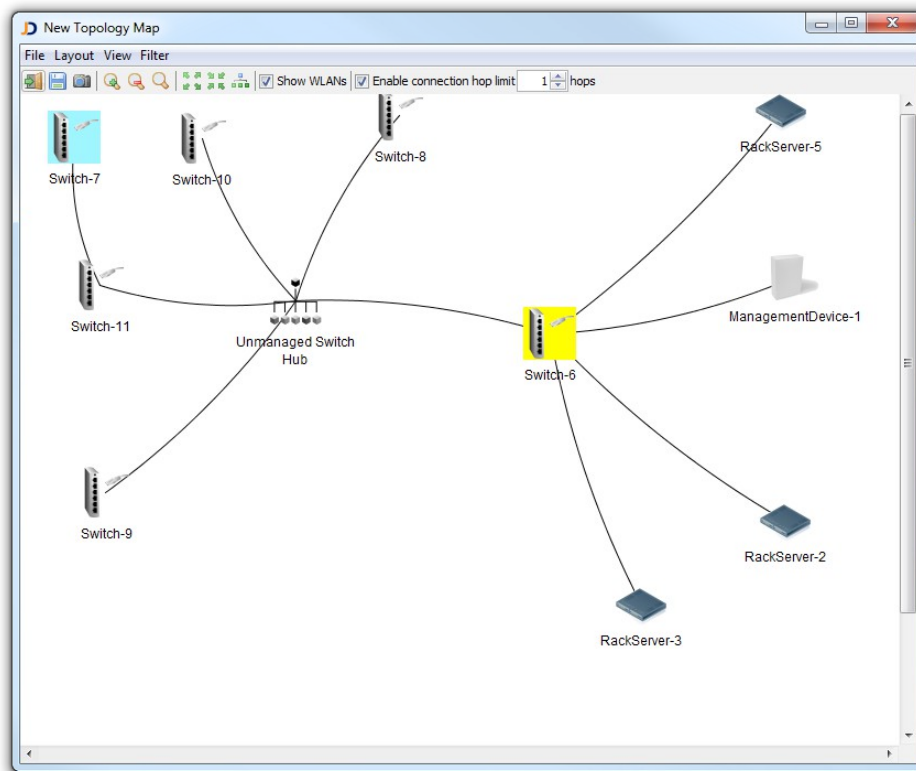 New Topology Map
File Layout View Filter
Show WLANs Enable connection hop limit 1 hops
Switch-7
Switch-10
Switch-8
RackServer-5
Switch-11
Unmanaged Switch
Hub
ManagementDevice-1
Switch-6
Switch-9
RackServer-2
RackServer-3